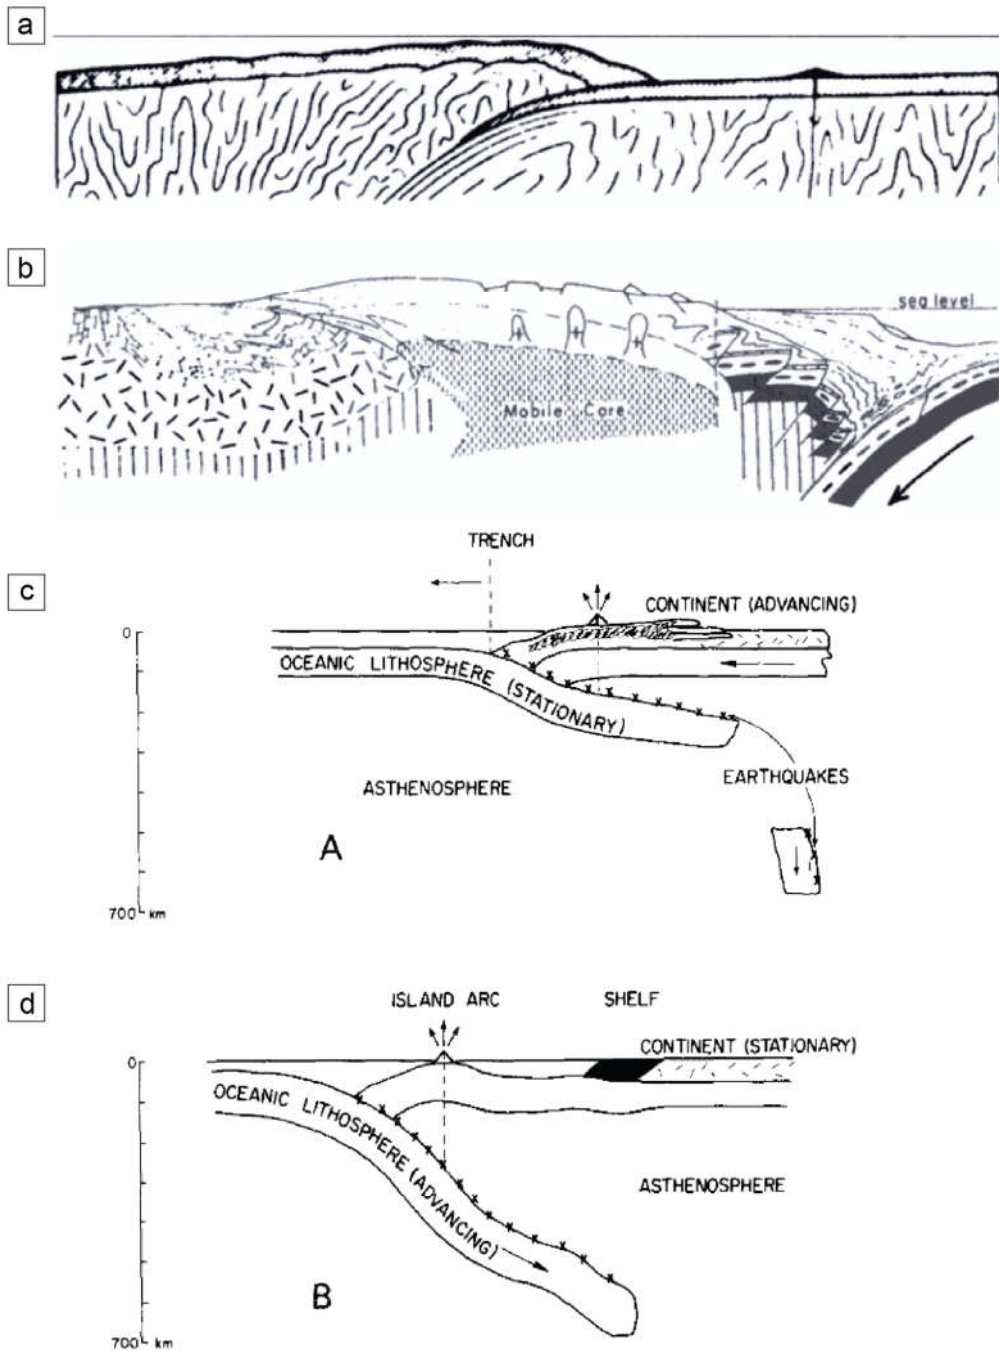 a
b
sea level
Mobile Core
TRENCH
c
CONTINENT (ADVANCING)
0
OCEANIC LITHOSPHERE (STATIONARY)
EARTHQUAKES
ASTHENOSPHERE
A
700 km
d
ISLAND ARC
SHELF
CONTINENT (STATIONARY)
0
OCEANIC LITHOSPHERE (ADVANCING)
ASTHENOSPHERE
B
700 km